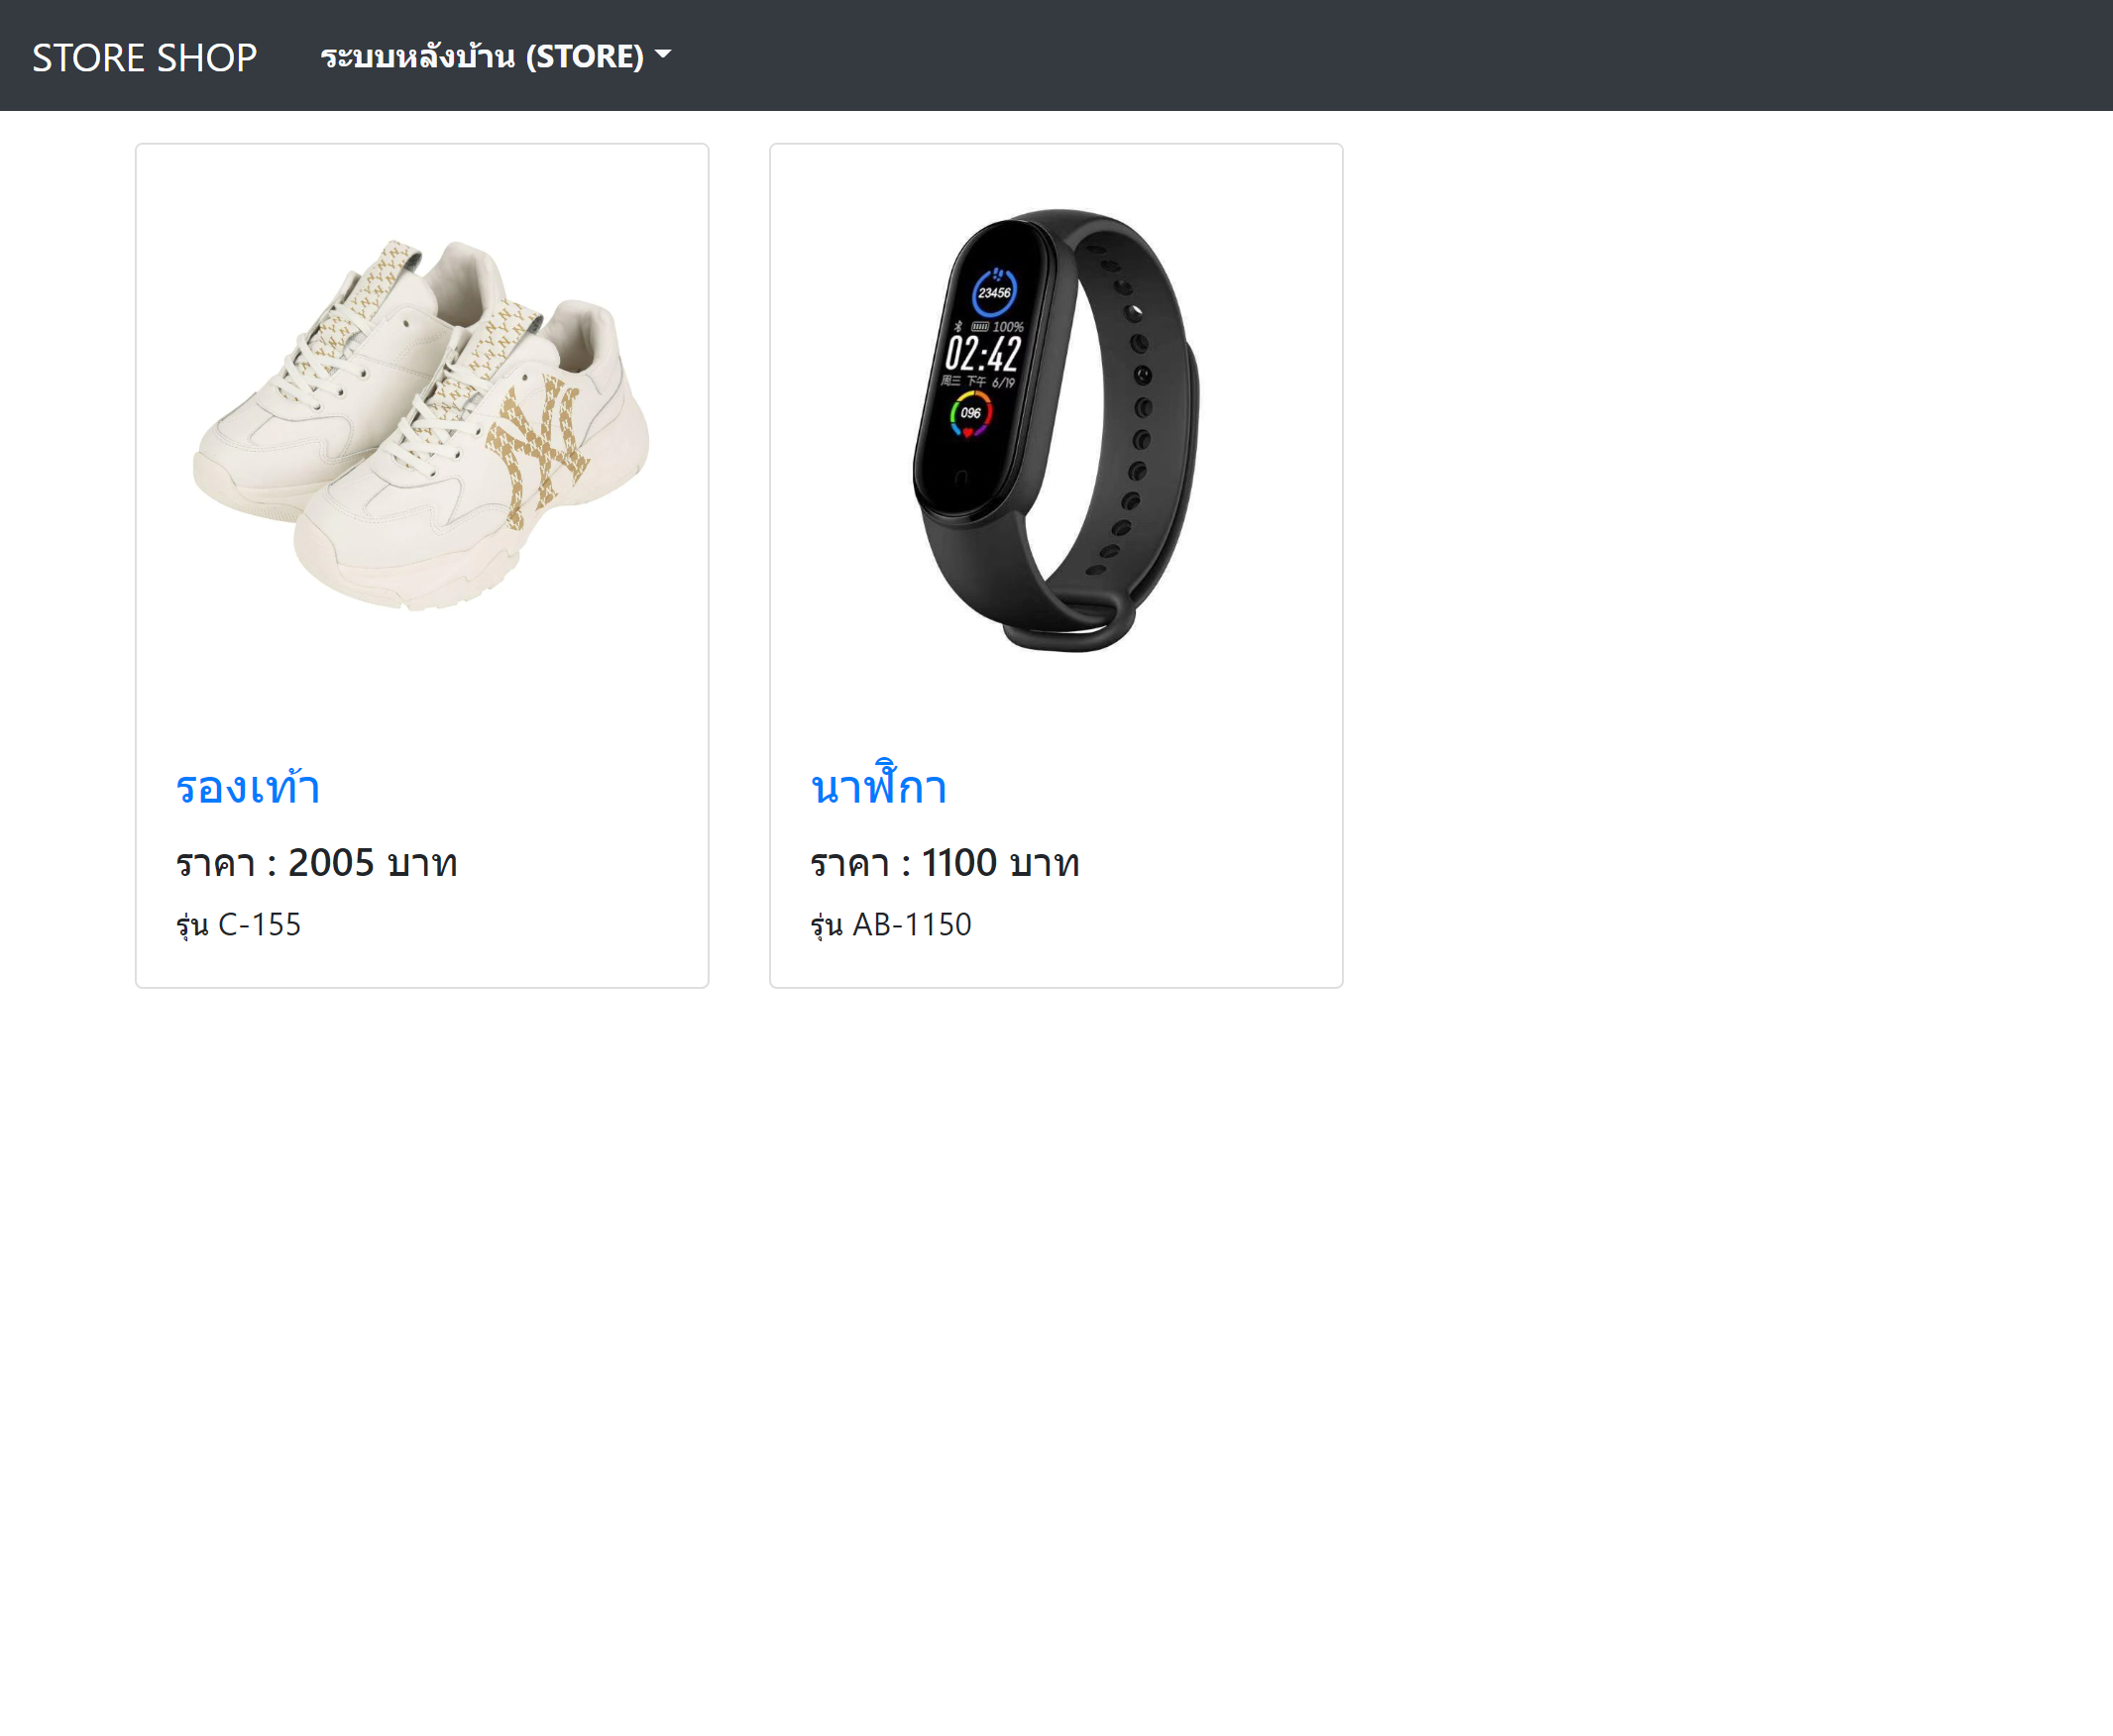 STORE SHOP ระบบหลังบ้าน (STORE)
23456
100%
02:42
周三 下午 6/19
096
รองเท้า
ราคา : 2005 บาท
รุ่น C-155
นาฬิกา
ราคา : 1100 บาท
รุ่น AB-1150